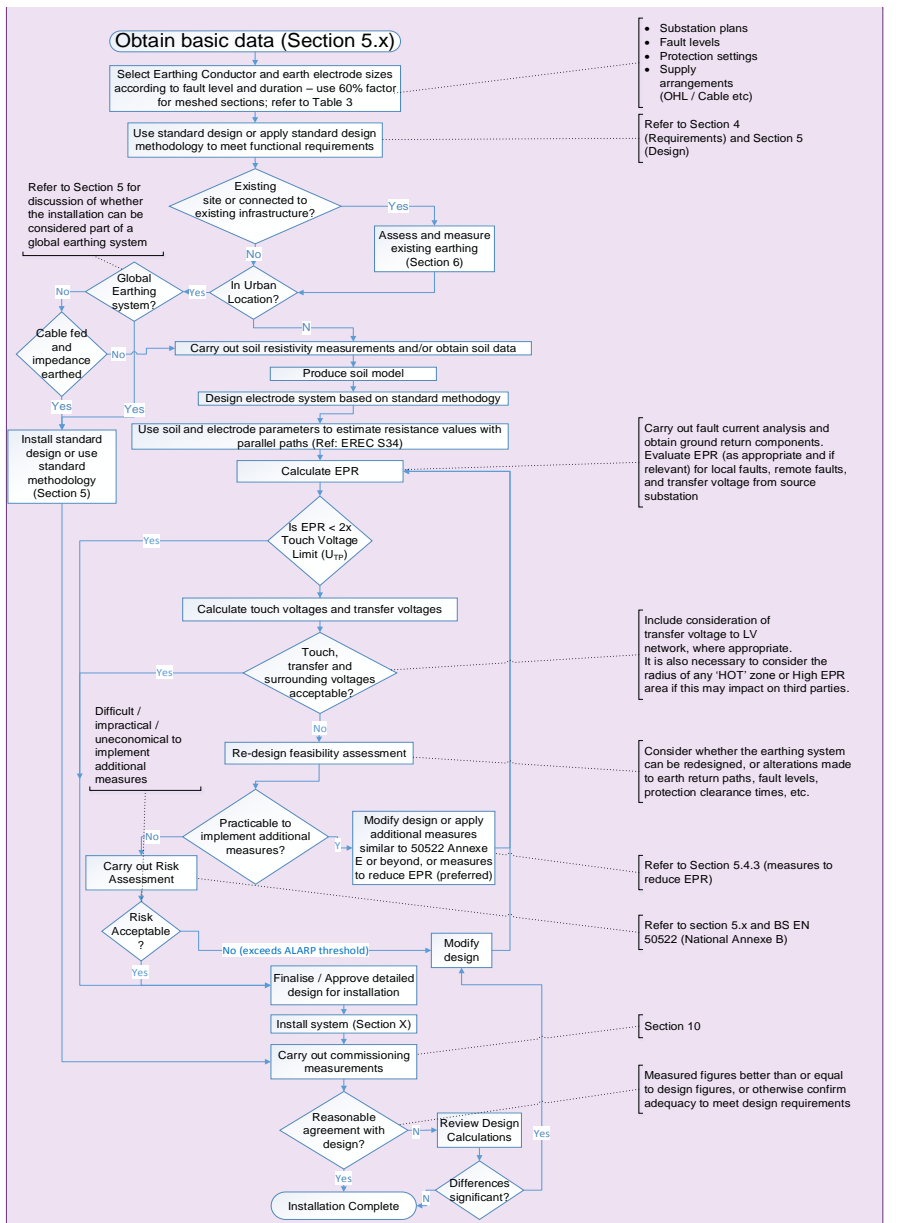 Obtain basic data (Section 5.x)
• Substation plans
• Fault levels
• Protection settings
• Supply
arrangements
(OHL / Cable etc)
Select Earthing Conductor and earth electrode sizes
according to fault level and duration – use 60% factor
for meshed sections; refer to Table 3
Use standard design or apply standard design
methodology to meet functional requirements
Refer to Section 4
(Requirements) and Section 5
(Design)
Existing
site or connected to
existing infrastructure?
Yes
No
Assess and measure
existing earthing
(Section 6)
Refer to Section 5 for
discussion of whether
the installation can be
considered part of a
global earthing system
In Urban
Location?
Yes
N
Global
Earthing
system?
No
Yes
Cable fed
and
impedance
earthed
No
Yes
Install standard
design or use
standard
methodology
(Section 5)
Carry out soil resistivity measurements and/or obtain soil data
Produce soil model
Design electrode system based on standard methodogy
Use soil and electrode parameters to estimate resistance values with
parallel paths (Ref: EREC S34)
Calculate EPR
Carry out fault current analysis and
obtain ground return components.
Evaluate EPR (as appropriate and if
relevant) for local faults, remote faults,
and transfer voltage from source
substation
Is EPR < 2x
Touch Voltage
Limit (UTP)
Yes
Calculate touch voltages and transfer voltages
Touch,
transfer and
surrounding voltages
acceptable?
Yes
No
Include consideration of
transfer voltage to LV
network, where appropriate.
It is also necessary to consider the
radius of any ‘HOT’ zone or High EPR
area if this may impact on third parties.
Re-design feasibility assessment
Consider whether the earthing system
can be redesigned, or alterations made
to earth return paths, fault levels,
protection clearance times, etc.
Difficult /
impractical /
uneconomical to
implement
additional
measures
Practicable to
implement additional
measures?
No
Y
Modify design or apply
additional measures
similar to 50522 Annexe
E or beyond, or measures
to reduce EPR (preferred)
Refer to Section 5.4.3 (measures to
reduce EPR)
Carry out Risk
Assessment
Refer to section 5.x and BS EN
50522 (National Annexe B)
Risk
Acceptable
?
No (exceeds ALARP threshold)
Yes
Modify
design
Finalise / Approve detailed
design for installation
Install system (Section X)
Carry out commissioning
measurements
Section 10
Reasonable
agreement with
design?
N
Yes
Measured figures better than or equal
to design figures, or otherwise confirm
adequacy to meet design requirements
Review Design
Calculations
Differences
significant?
Yes
N
Installation Complete